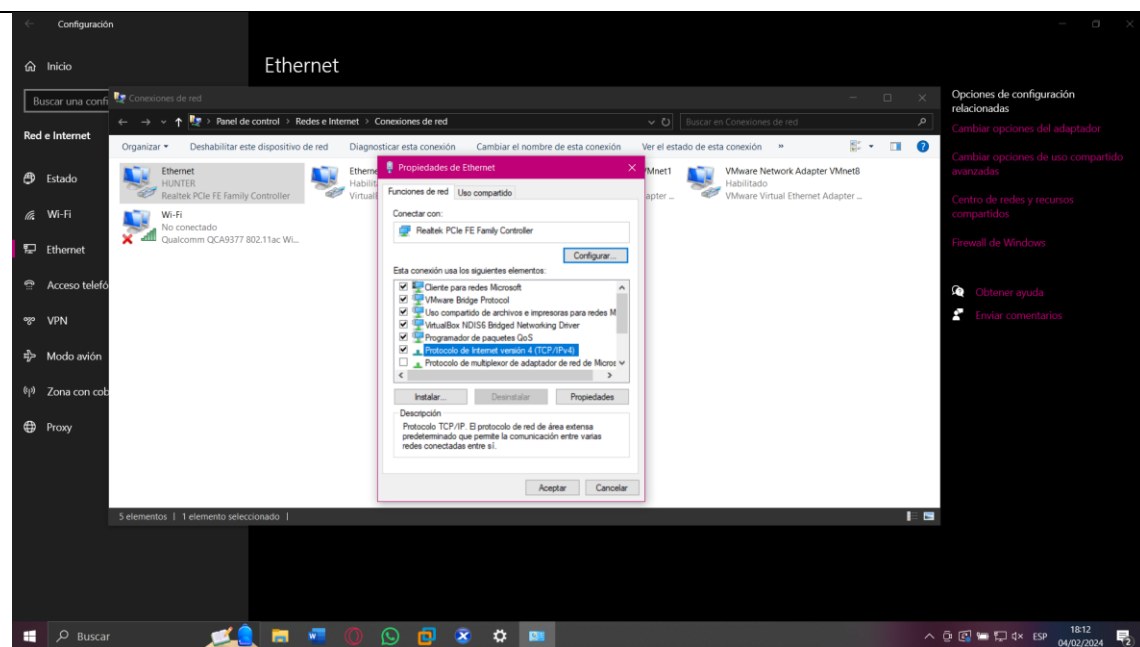 Configuración
Inicio
Buscar una confi
Red e Internet
Estado
Wi-Fi
Ethernet
Acceso telefó
VPN
Modo avión
Zona con cob
Proxy
Ethernet
Conexiones de red
Panel de control > Redes e Internet > Conexiones de red
Buscar en Conexiones de red
Organizar
Deshabilitar este dispositivo de red
Diagnosticar esta conexión
Cambiar el nombre de esta conexión
Ver el estado de esta conexión
»
Ethernet
HUNTER
Realtek PCIe FE Family Controller
Wi-Fi
No conectado
Qualcomm QCA9377 802.11ac Wi...
Etherne
Habilit
Virtual
VMnet1
apter ...
VMware Network Adapter VMnet8
Habilitado
VMware Virtual Ethernet Adapter ...
Propiedades de Ethernet
Funciones de red
Uso compartido
Conectar con:
Realtek PCIe FE Family Controller
Configurar...
Esta conexión usa los siguientes elementos:
Cliente para redes Microsoft
VMware Bridge Protocol
Uso compartido de archivos e impresoras para redes M
VirtualBox NDIS6 Bridged Networking Driver
Programador de paquetes QoS
Protocolo de Internet versión 4 (TCP/IPv4)
Protocolo de multiplexor de adaptador de red de Micros
Instalar...
Desinstalar
Propiedades
Descripción
Protocolo TCP/IP. El protocolo de red de área extensa
predeterminado que permite la comunicación entre varias
redes conectadas entre sí.
Aceptar
Cancelar
5 elementos
1 elemento seleccionado
Opciones de configuración
relacionadas
Cambiar opciones del adaptador
Cambiar opciones de uso compartido
avanzadas
Centro de redes y recursos
compartidos
Firewall de Windows
Obtener ayuda
Enviar comentarios
Buscar
ESP
18:12
04/02/2024
2